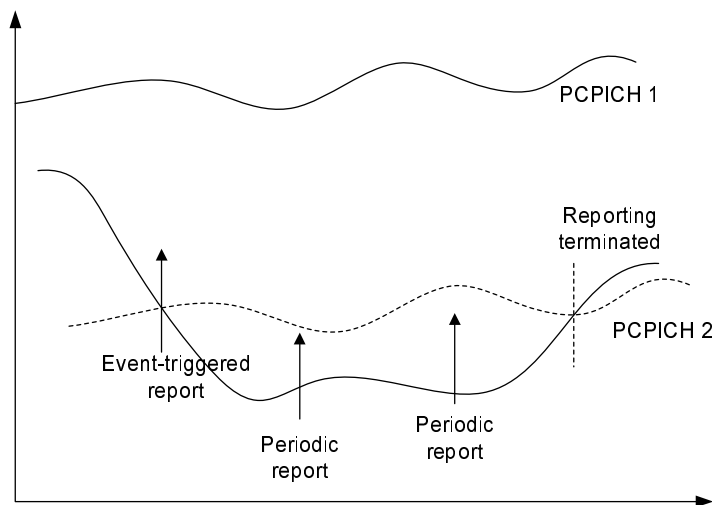 PCPICH 1
Reporting
terminated
PCPICH 2
Event-triggered
report
Periodic
report
Periodic
report